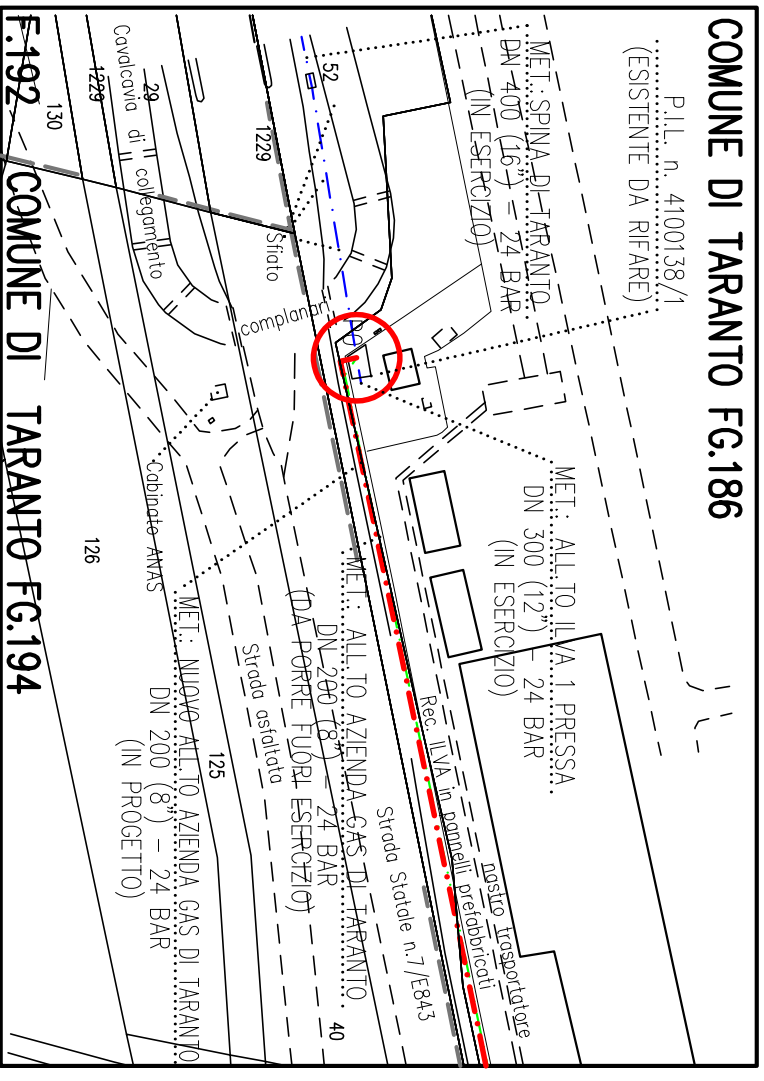 COMUNE DI TARANTO FG.186
P.I.L. n. 4100138/1
(ESISTENTE DA RIFARE)
MET.: SPINA DI TARANTO
DN 400 (16") - 24 BAR
(IN ESERCIZIO)
MET.: ALL.TO ILVA 1 PRESSA
DN 300 (12") - 24 BAR
(IN ESERCIZIO)
nastro trasportatore
Rec. ILVA in pannelli prefabbricati
Strada Statale n.7/E843
52
1229
Sfiato
complanari
MET.: ALL.TO AZIENDA GAS DI TARANTO
DN 200 (8") - 24 BAR
(DA PORRE FUORI ESERCIZIO)
40
Strada asfaltata
MET.: NUOVO ALL.TO AZIENDA GAS DI TARANTO
DN 200 (8") - 24 BAR
(IN PROGETTO)
125
Cavalcavia di collegamento
29
1229
130
Cabinato ANAS
126
F.192
COMUNE DI TARANTO FG.194